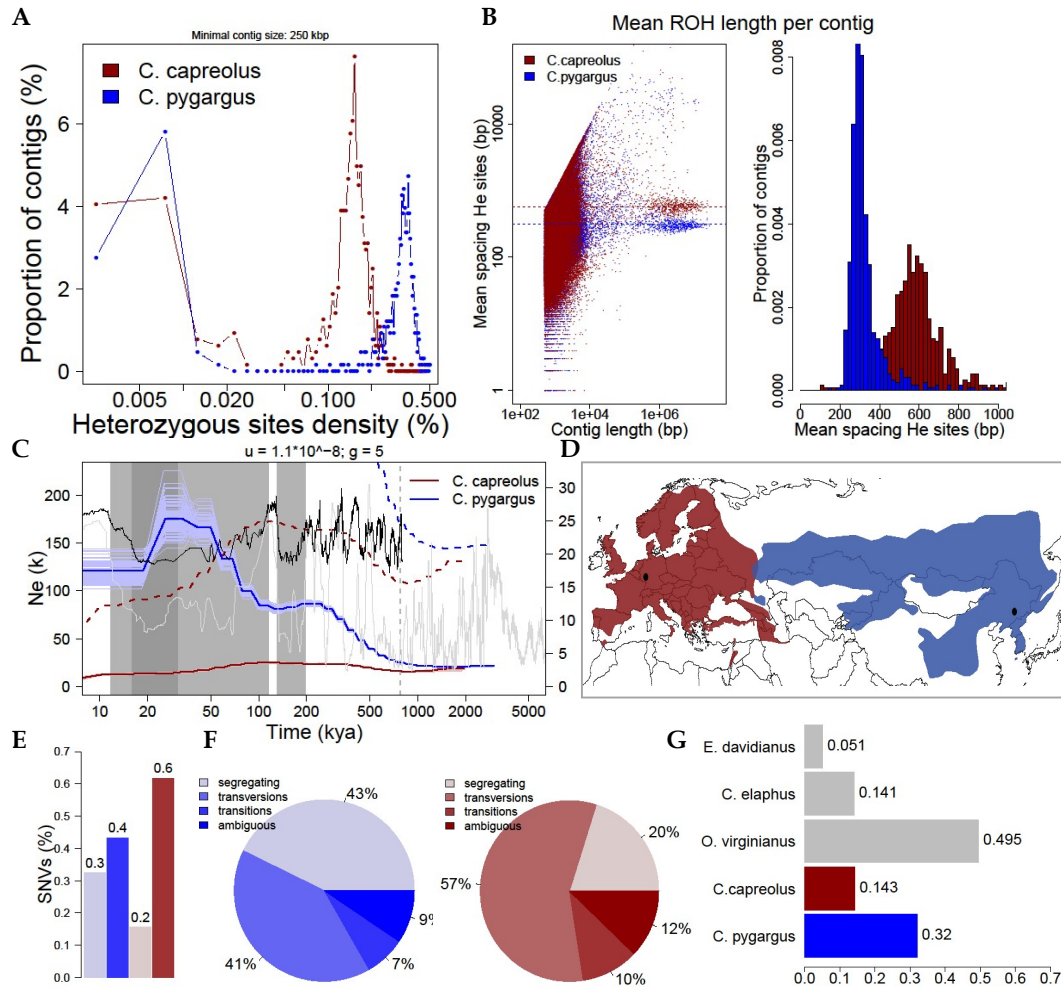 A
Minimal contig size: 250 kbp
C. capreolus
C. pygargus
Proportion of contigs (%)
6
4
2
0
0.005
0.020
0.100
0.500
Heterozygous sites density (%)
B
Mean ROH length per contig
C.capreolus
C.pygargus
Mean spacing He sites (bp)
10000
100
1
1e+02
1e+04
1e+06
Contig length (bp)
Proportion of contigs
0.008
0.006
0.004
0.002
0.000
0
200
400
600
800
1000
Mean spacing He sites (bp)
C
u = 1.1*10^−8; g = 5
C. capreolus
C. pygargus
Ne (k)
200
150
100
50
0
30
25
20
15
10
5
0
10
20
50
100
200
500
1000
2000
5000
Time (kya)
D
E
SNVs (%)
0.7
0.6
0.5
0.4
0.3
0.2
0.1
0.0
0.3
0.4
0.2
0.6
F
segregating
transversions
transitions
ambiguous
43%
41%
7%
9%
segregating
transversions
transitions
ambiguous
20%
57%
10%
12%
G
E. davidianus
0.051
C. elaphus
0.141
O. virginianus
0.495
C.capreolus
0.143
C. pygargus
0.32
0.0 0.1 0.2 0.3 0.4 0.5 0.6 0.7